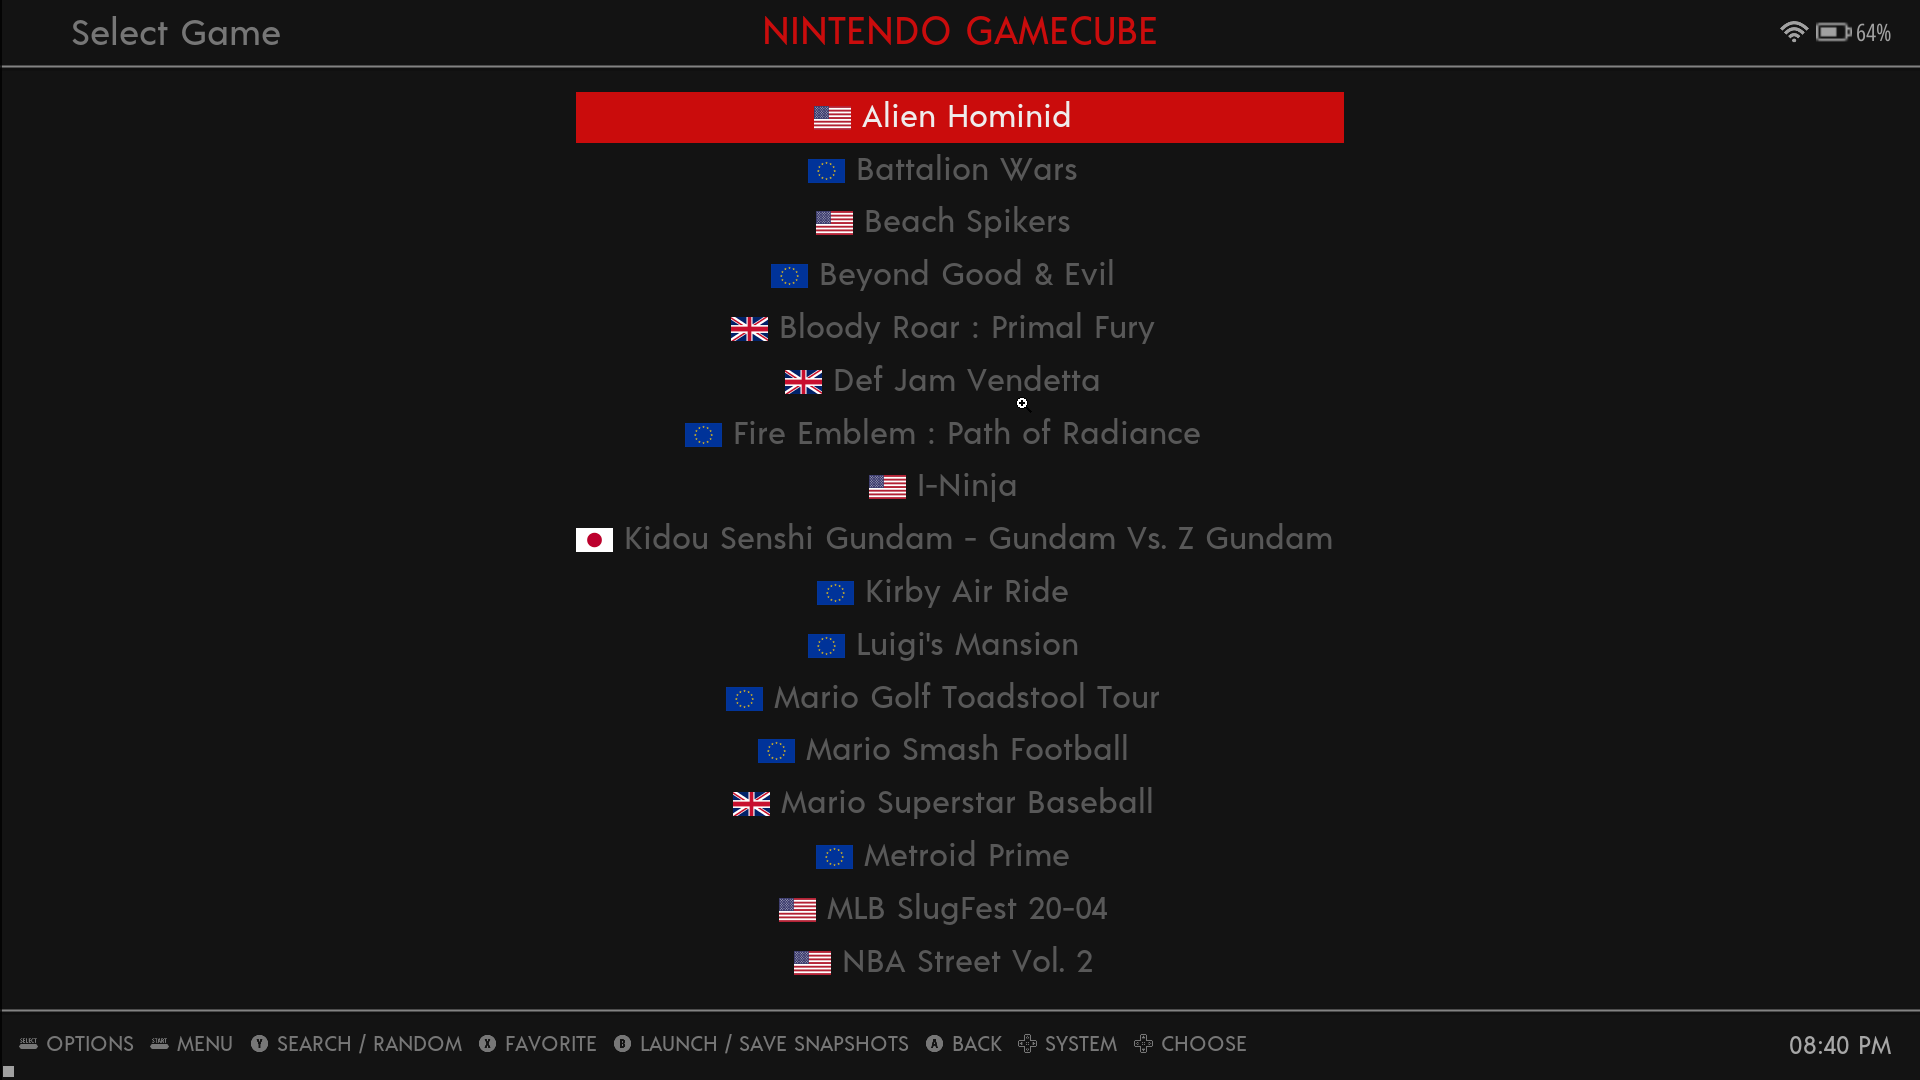 Select Game
NINTENDO GAMECUBE
64%
Alien Hominid
Battalion Wars
Beach Spikers
Beyond Good & Evil
Bloody Roar : Primal Fury
Def Jam Vendetta
Fire Emblem : Path of Radiance
I-Ninja
Kidou Senshi Gundam - Gundam Vs. Z Gundam
Kirby Air Ride
Luigi's Mansion
Mario Golf Toadstool Tour
Mario Smash Football
Mario Superstar Baseball
Metroid Prime
MLB SlugFest 20-04
NBA Street Vol. 2
SELECT OPTIONS START MENU Y SEARCH / RANDOM X FAVORITE B LAUNCH / SAVE SNAPSHOTS A BACK SYSTEM CHOOSE
08:40 PM